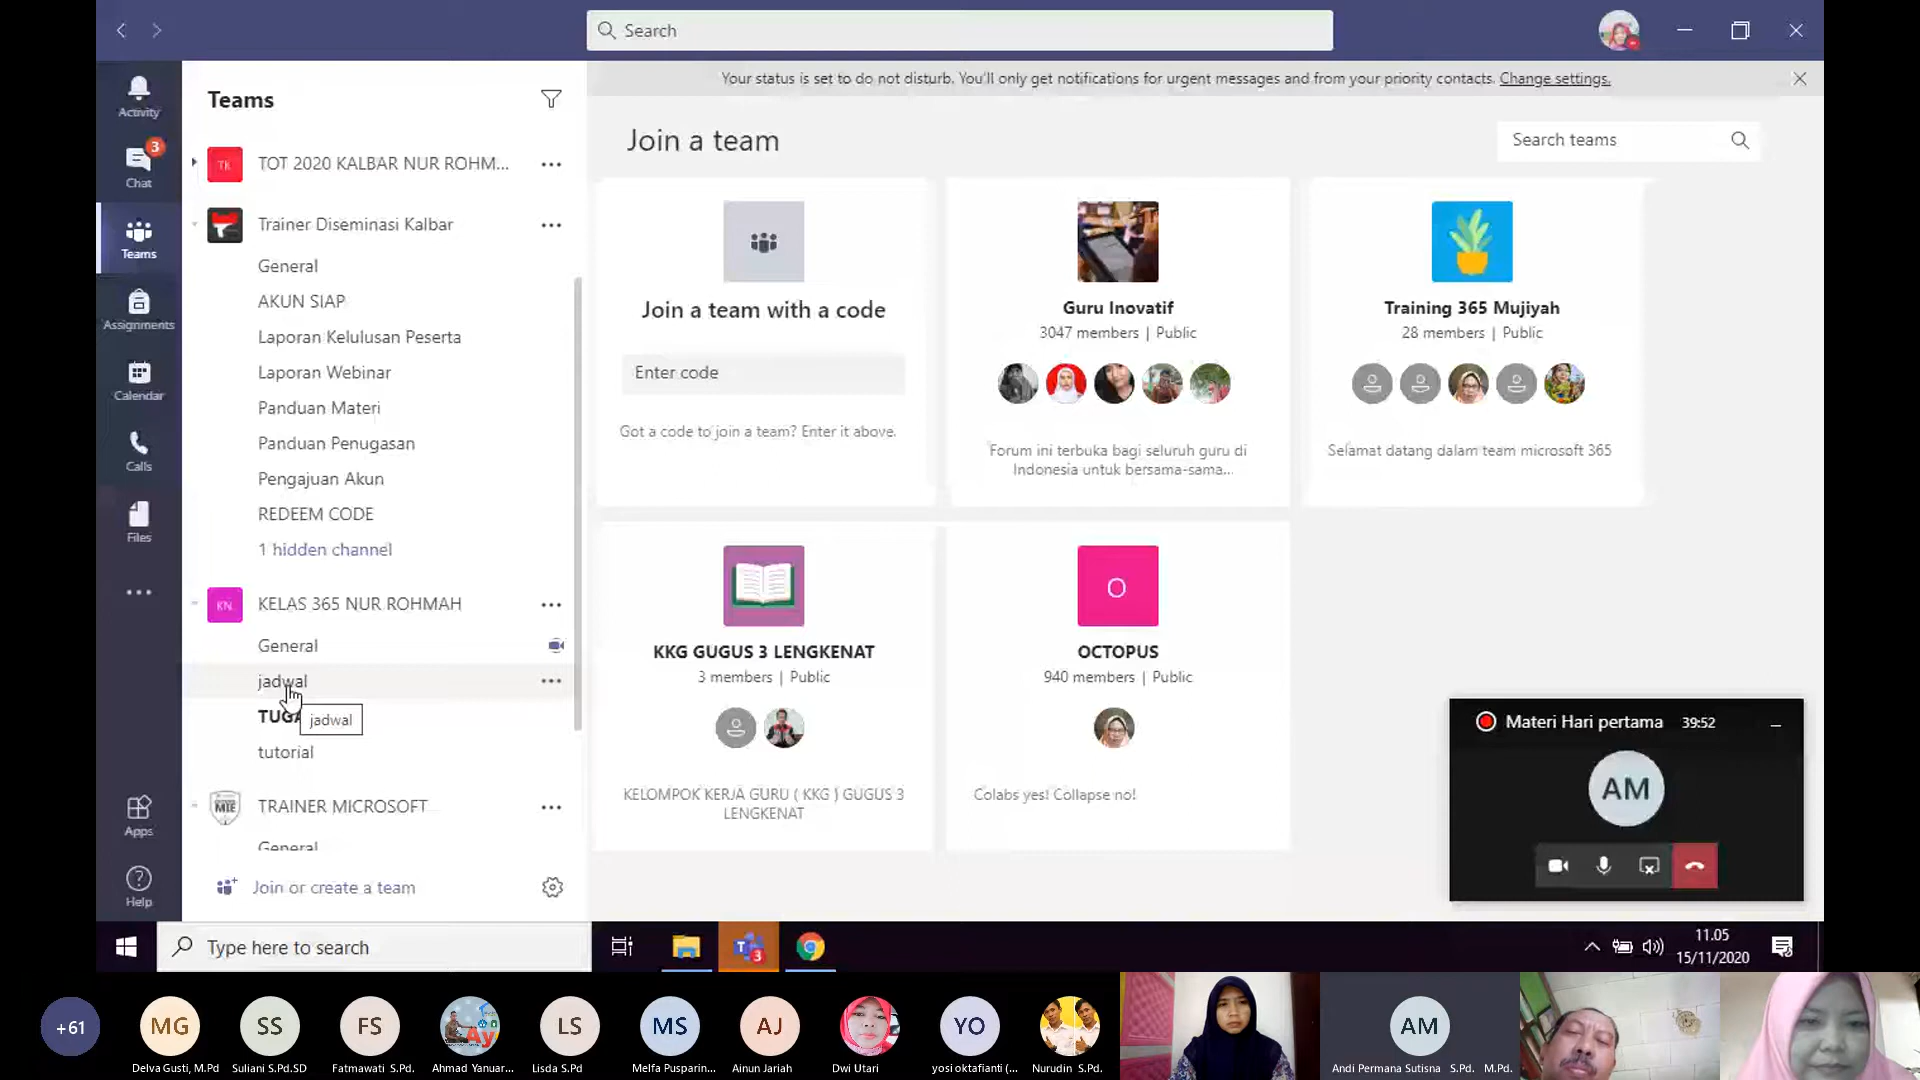 Search
Your status is set to do not disturb. You'll only get notifications for urgent messages and from your priority contacts. Change settings.
Activity
3
Chat
Teams
Assignments
Calendar
Calls
Files
Apps
Help
Teams
TK
TOT 2020 KALBAR NUR ROHM...
Trainer Diseminasi Kalbar
General
AKUN SIAP
Laporan Kelulusan Peserta
Laporan Webinar
Panduan Materi
Panduan Penugasan
Pengajuan Akun
REDEEM CODE
1 hidden channel
KN
KELAS 365 NUR ROHMAH
General
jadwal
jadwal
tutorial
MIE
TRAINER MICROSOFT
General
Join or create a team
Join a team
Search teams
Join a team with a code
Enter code
Got a code to join a team? Enter it above.
Guru Inovatif
3047 members | Public
Forum ini terbuka bagi seluruh guru di
Indonesia untuk bersama-sama...
Training 365 Mujiyah
28 members | Public
Selamat datang dalam team microsoft 365
KKG GUGUS 3 LENGKENAT
3 members | Public
KELOMPOK KERJA GURU ( KKG ) GUGUS 3
LENGKENAT
O
OCTOPUS
940 members | Public
Colabs yes! Collapse no!
Materi Hari pertama 39:52
AM
Type here to search
3
11.05
15/11/2020
+61
MG
SS
FS
LS
MS
AJ
YO
AM
Delva Gusti, M.Pd
Suliani S.Pd.SD
Fatmawati S.Pd.
Ahmad Yanuar...
Lisda S.Pd
Melfa Pusparin...
Ainun Jariah
Dwi Utari
yosi oktafianti (...
Nurudin S.Pd.
Andi Permana Sutisna S.Pd. M.Pd.